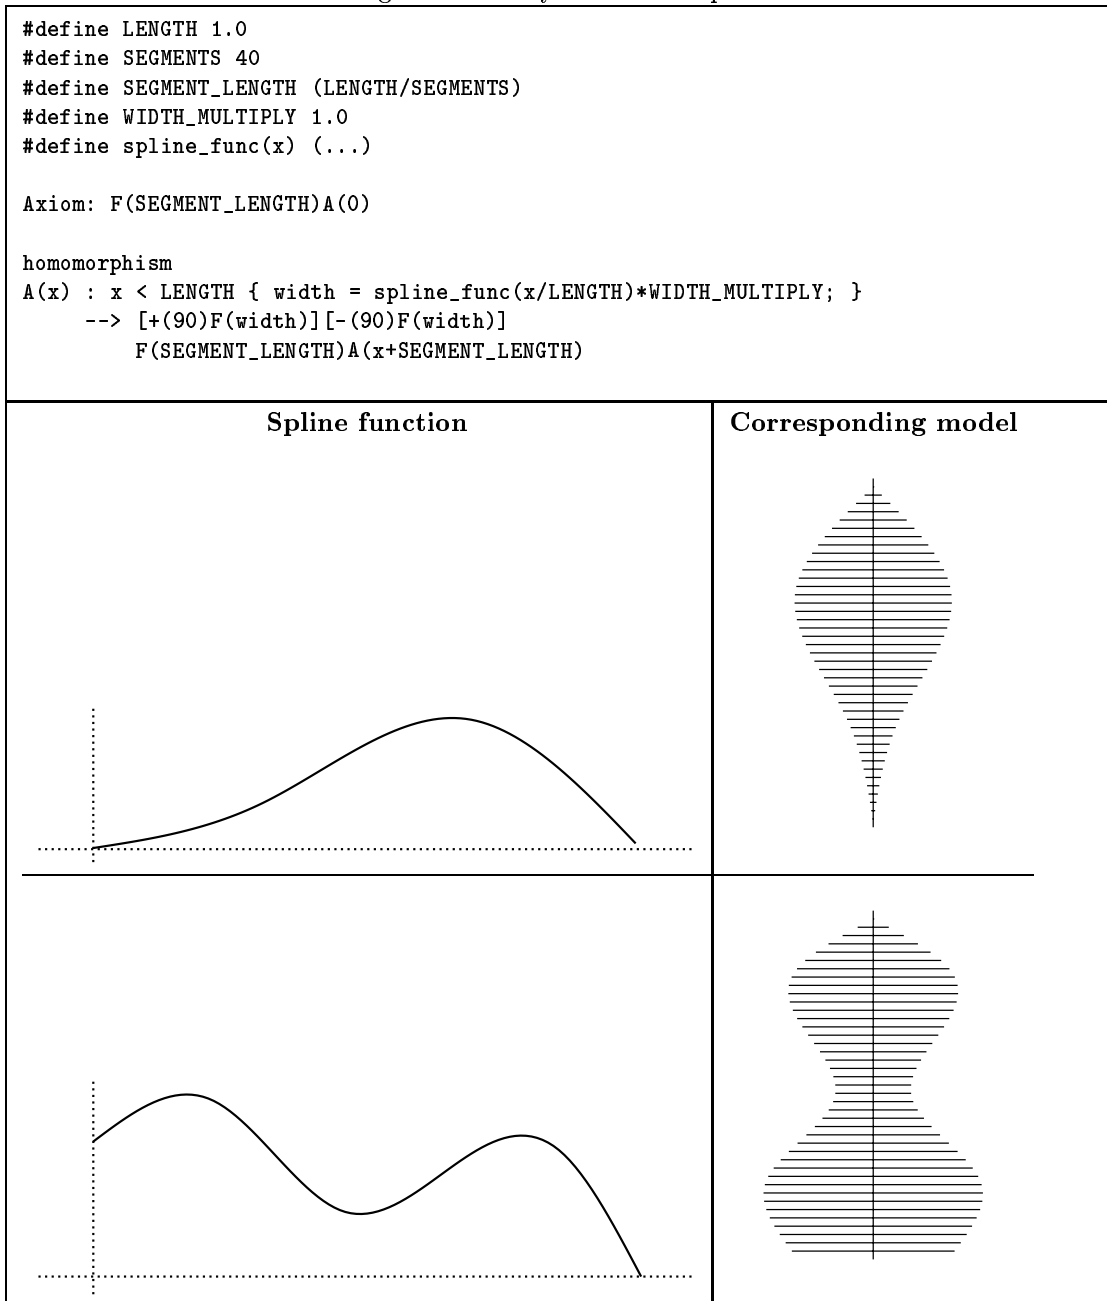 #define LENGTH 1.0
#define SEGMENTS 40
#define SEGMENT_LENGTH (LENGTH/SEGMENTS)
#define WIDTH_MULTIPLY 1.0
#define spline_func(x) (...)
Axiom: F(SEGMENT_LENGTH)A(0)
homomorphism
A(x) : x < LENGTH { width = spline_func(x/LENGTH)*WIDTH_MULTIPLY; }
--> [+(90)F(width)][-(90)F(width)]
F(SEGMENT_LENGTH)A(x+SEGMENT_LENGTH)
Spline function
Corresponding model